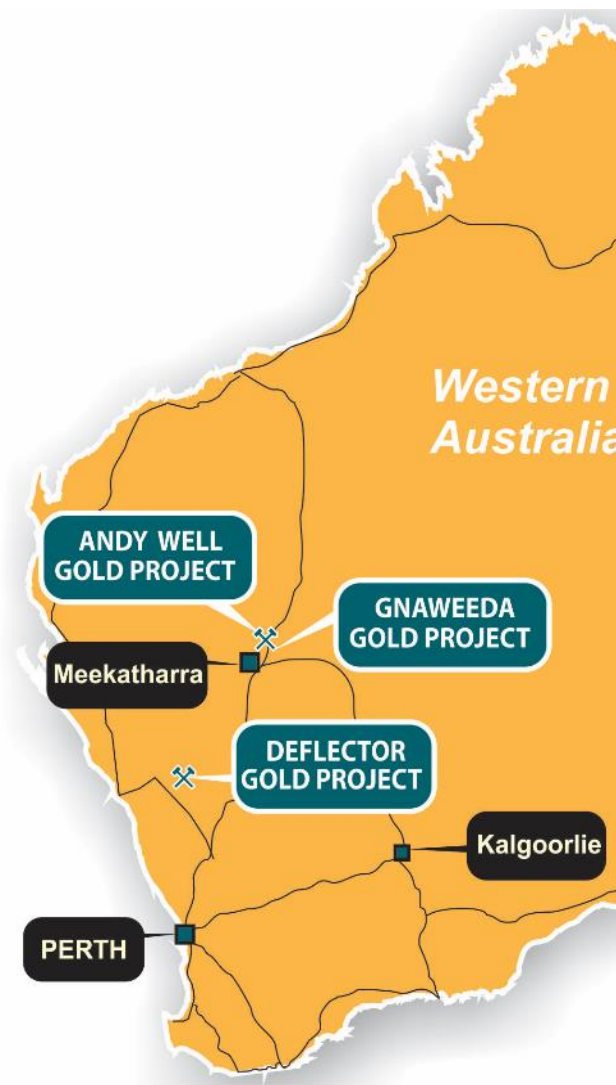 Western
Australia
ANDY WELL
GOLD PROJECT
GNAWEEDA
GOLD PROJECT
Meekatharra
DEFLECTOR
GOLD PROJECT
Kalgoorlie
PERTH